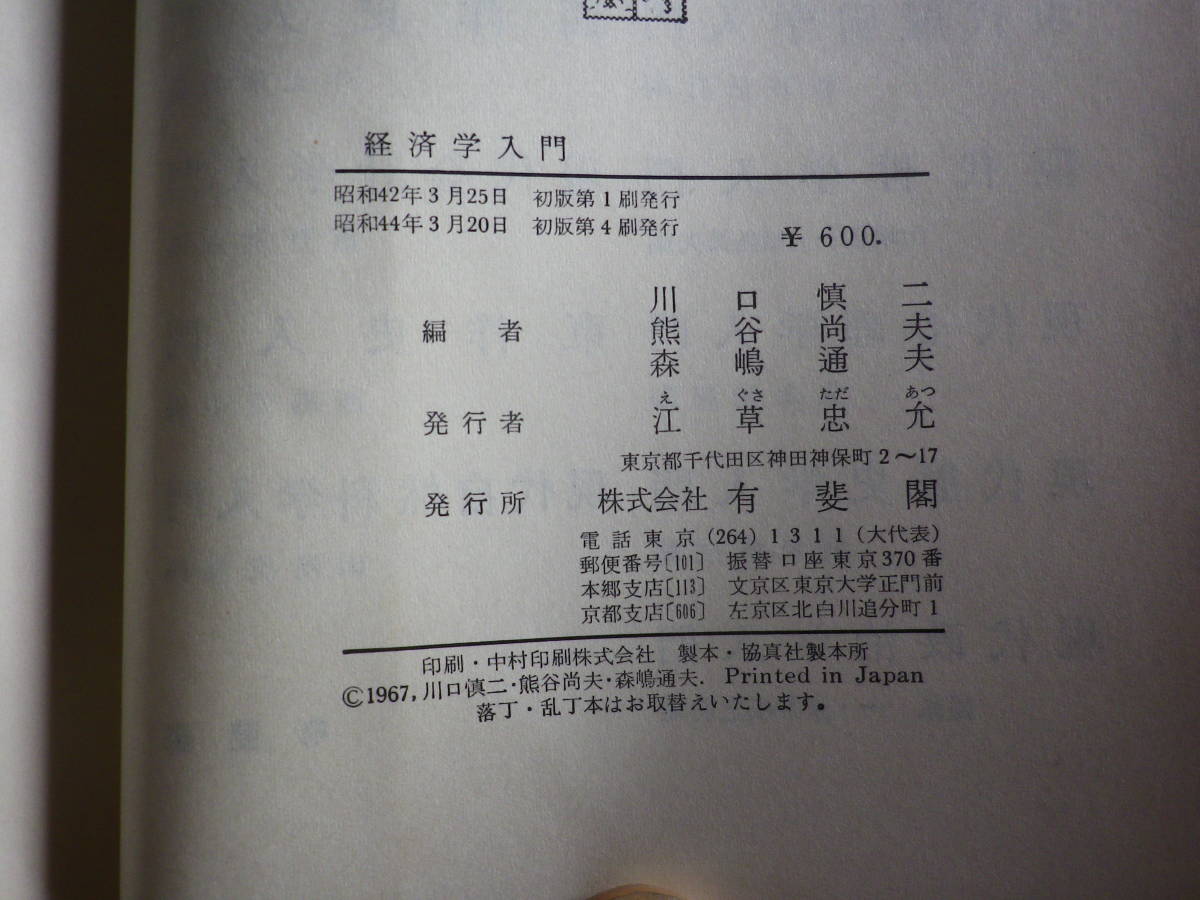 経済学入門
昭和42年3月25日 初版第1刷発行
昭和44年3月20日 初版第4刷発行
¥ 600.
編者
川口慎二
熊谷尚夫
森嶋通夫
え ぐさ ただ あつ
発行者 江草忠允
東京都千代田区神田神保町2〜17
発行所 株式会社 有斐閣
電話東京(264)1311(大代表)
郵便番号〔101〕 振替口座東京370番
本郷支店〔113〕 文京区東京大学正門前
京都支店〔606〕 左京区北白川追分町1
印刷・中村印刷株式会社 製本・協真社製本所
©1967,川口慎二・熊谷尚夫・森嶋通夫. Printed in Japan
落丁・乱丁本はお取替えいたします。